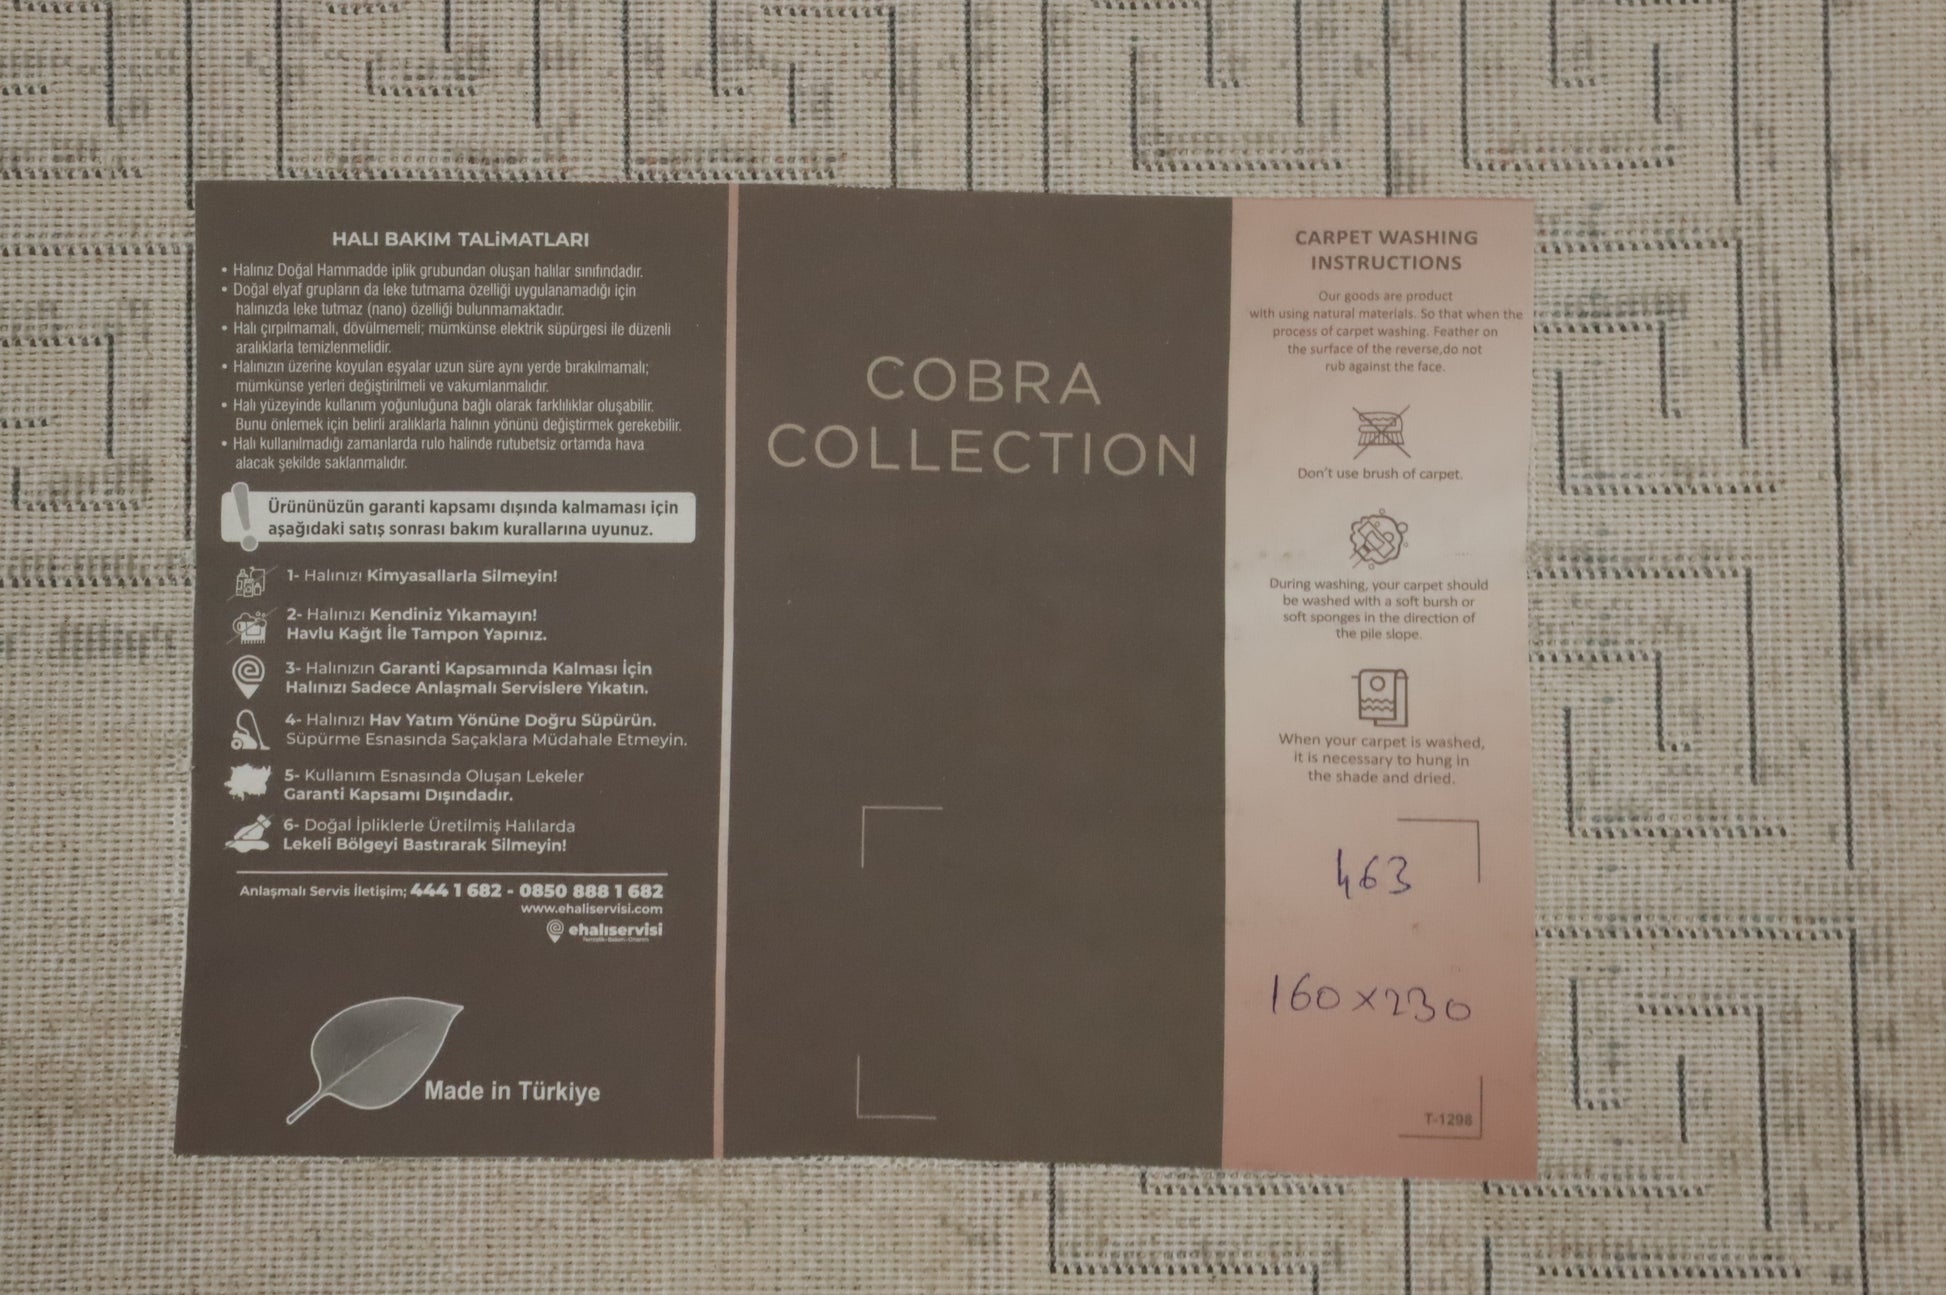 HALI BAKIM TALiMATLARI
• Halınız Doğal Hammadde iplik grubundan oluşan halılar sınıfındadır.
• Doğal elyaf grupların da leke tutmama özelliği uygulanamadığı için
halınızda leke tutmaz (nano) özelliği bulunmamaktadır.
• Halı çırpılmamalı, dövülmemeli; mümkünse elektrik süpürgesi ile düzenli
aralıklarla temizlenmelidir.
• Halınızın üzerine koyulan eşyalar uzun süre aynı yerde bırakılmamalı;
mümkünse yerleri değiştirilmeli ve vakumlanmalıdır.
• Halı yüzeyinde kullanım yoğunluğuna bağlı olarak farklılıklar oluşabilir.
Bunu önlemek için belirli aralıklarla halının yönünü değiştirmek gerekebilir.
• Halı kullanılmadığı zamanlarda rulo halinde rutubetsiz ortamda hava
alacak şekilde saklanmalıdır.
Ürününüzün garanti kapsamı dışında kalmaması için
aşağıdaki satış sonrası bakım kurallarına uyunuz.
1- Halınızı Kimyasallarla Silmeyin!
2- Halınızı Kendiniz Yıkamayın!
Havlu Kağıt İle Tampon Yapınız.
3- Halınızın Garanti Kapsamında Kalması İçin
Halınızı Sadece Anlaşmalı Servislere Yıkatın.
4- Halınızı Hav Yatım Yönüne Doğru Süpürün.
Süpürme Esnasında Saçaklara Müdahale Etmeyin.
5- Kullanım Esnasında Oluşan Lekeler
Garanti Kapsamı Dışındadır.
6- Doğal İpliklerle Üretilmiş Halılarda
Lekeli Bölgeyi Bastırarak Silmeyin!
Anlaşmalı Servis İletişim; 444 1 682 - 0850 888 1 682
www.ehaliservisi.com
ehalıservisi
Made in Türkiye
COBRA
COLLECTION
CARPET WASHING
INSTRUCTIONS
Our goods are product
with using natural materials. So that when the
process of carpet washing. Feather on
the surface of the reverse,do not
rub against the face.
Don't use brush of carpet.
During washing, your carpet should
be washed with a soft bursh or
soft sponges in the direction of
the pile slope.
When your carpet is washed,
it is necessary to hung in
the shade and dried.
463
160x230
T-1298